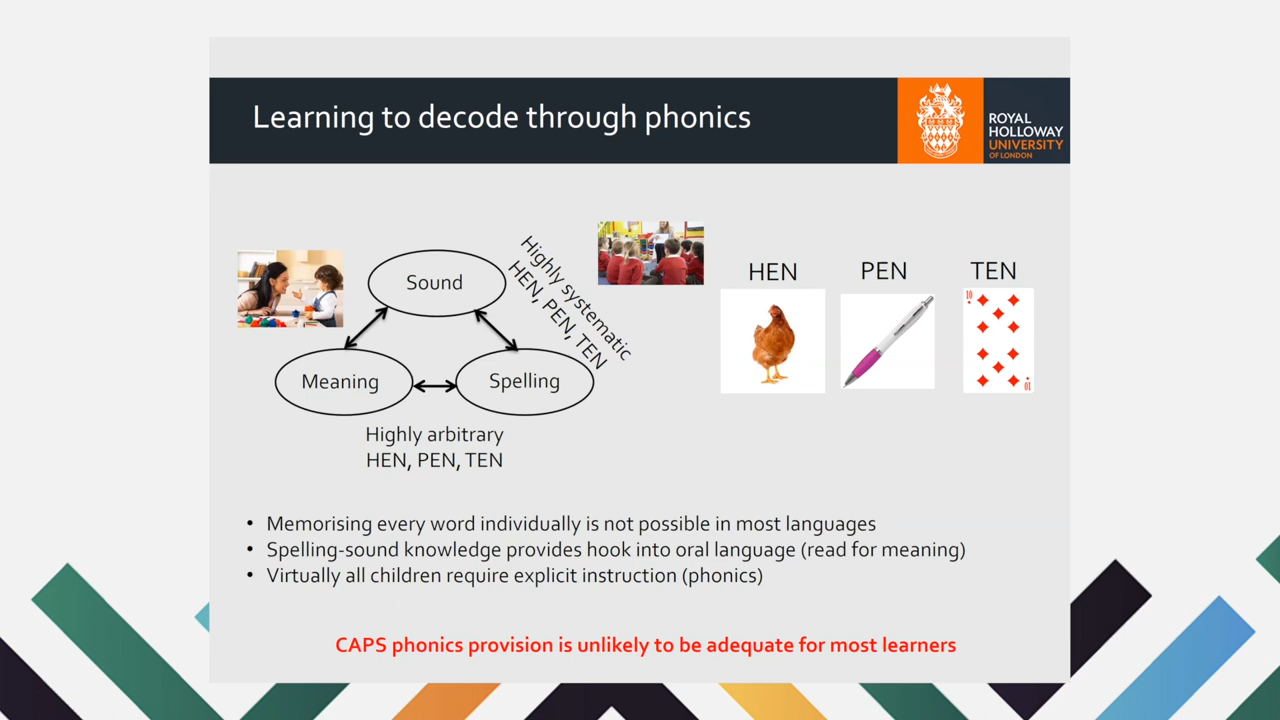 Learning to decode through phonics
ROYAL
HOLLOWAY
UNIVERSITY
OF LONDON
Sound
Meaning
Spelling
Highly systematic
HEN, PEN, TEN
Highly arbitrary
HEN, PEN, TEN
HEN
PEN
TEN
10
10
• Memorising every word individually is not possible in most languages
• Spelling-sound knowledge provides hook into oral language (read for meaning)
• Virtually all children require explicit instruction (phonics)
CAPS phonics provision is unlikely to be adequate for most learners